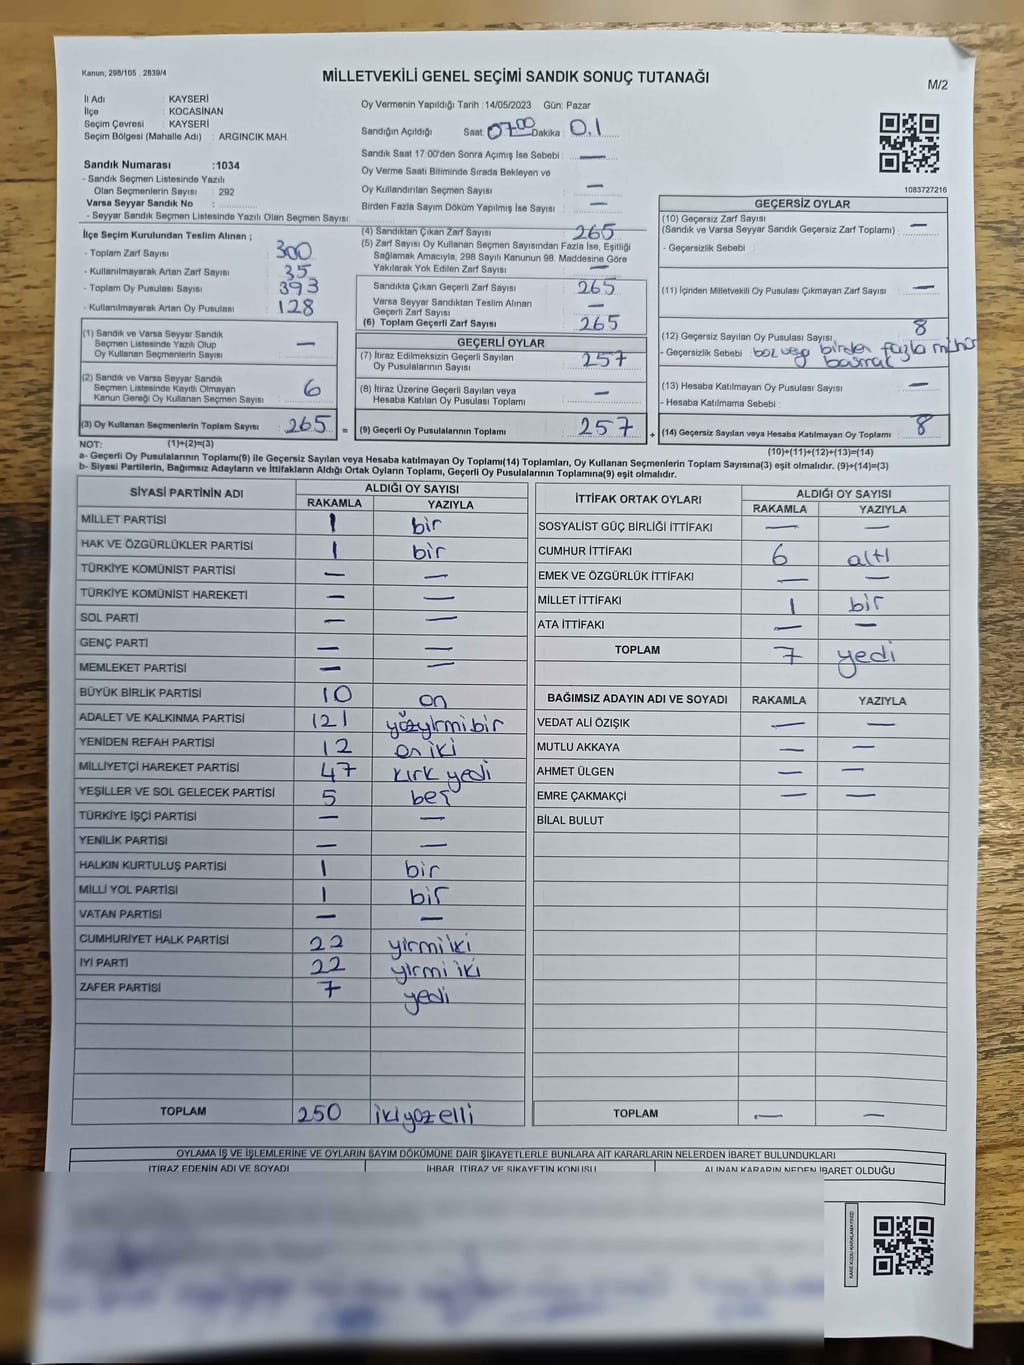 Kanun; 298/105 , 2839/4
MİLLETVEKİLİ GENEL SEÇİMİ SANDIK SONUÇ TUTANAĞI
M/2
İl Adı : KAYSERİ
İlçe : KOCASİNAN
Seçim Çevresi : KAYSERİ
Seçim Bölgesi (Mahalle Adı) : ARGINCIK MAH.
Sandık Numarası :1034
- Sandık Seçmen Listesinde Yazılı
Olan Seçmenlerin Sayısı : 292
Varsa Seyyar Sandık No :
- Seyyar Sandık Seçmen Listesinde Yazılı Olan Seçmen Sayısı:
Oy Vermenin Yapıldığı Tarih :14/05/2023 Gün: Pazar
Sandığın Açıldığı Saat: 07.00 Dakika : 0.1
Sandık Saat 17.00'den Sonra Açımış İse Sebebi : —
Oy Verme Saati Bitiminde Sırada Bekleyen ve
Oy Kullandırılan Seçmen Sayısı : —
Birden Fazla Sayım Döküm Yapılmış İse Sayısı : —
1083727216
İlçe Seçim Kurulundan Teslim Alınan ;
- Toplam Zarf Sayısı : 300
- Kullanılmayarak Artan Zarf Sayısı : 35
- Toplam Oy Pusulası Sayısı : 393
- Kullanılmayarak Artan Oy Pusulası : 128
(1) Sandık ve Varsa Seyyar Sandık
Seçmen Listesinde Yazılı Olup
Oy Kullanan Seçmenlerin Sayısı : —
(2) Sandık ve Varsa Seyyar Sandık
Seçmen Listesinde Kayıtlı Olmayan
Kanun Gereği Oy Kullanan Seçmen Sayısı : 6
(3) Oy Kullanan Seçmenlerin Toplam Sayısı : 265
(4) Sandıktan Çıkan Zarf Sayısı : 265
(5) Zarf Sayısı Oy Kullanan Seçmen Sayısından Fazla İse, Eşitliği
Sağlamak Amacıyla; 298 Sayılı Kanunun 98. Maddesine Göre
Yakılarak Yok Edilen Zarf Sayısı : —
Sandıkta Çıkan Geçerli Zarf Sayısı : 265
Varsa Seyyar Sandıktan Teslim Alınan
Geçerli Zarf Sayısı : —
(6) Toplam Geçerli Zarf Sayısı : 265
GEÇERLİ OYLAR
(7) İtiraz Edilmeksizin Geçerli Sayılan
Oy Pusulalarının Sayısı : 257
(8) İtiraz Üzerine Geçerli Sayılan veya
Hesaba Katılan Oy Pusulası Toplamı : —
= (9) Geçerli Oy Pusulalarının Toplamı : 257
GEÇERSİZ OYLAR
(10) Geçersiz Zarf Sayısı
(Sandık ve Varsa Seyyar Sandık Geçersiz Zarf Toplamı) : —
- Geçersizlik Sebebi :
(11) İçinden Milletvekili Oy Pusulası Çıkmayan Zarf Sayısı : —
(12) Geçersiz Sayılan Oy Pusulası Sayısı : 8
- Geçersizlik Sebebi : boz veya birden fazla mühür
basmak
(13) Hesaba Katılmayan Oy Pusulası Sayısı : —
- Hesaba Katılmama Sebebi :
+ (14) Geçersiz Sayılan veya Hesaba Katılmayan Oy Toplamı : 8
NOT: (1)+(2)=(3) (10)+(11)+(12)+(13)=(14)
a- Geçerli Oy Pusulalarının Toplamı(9) ile Geçersiz Sayılan veya Hesaba katılmayan Oy Toplamı(14) Toplamları, Oy Kullanan Seçmenlerin Toplam Sayısına(3) eşit olmalıdır. (9)+(14)=(3)
b- Siyasi Partilerin, Bağımsız Adayların ve İttifakların Aldığı Ortak Oyların Toplamı, Geçerli Oy Pusulalarının Toplamına(9) eşit olmalıdır.
SİYASİ PARTİNİN ADI ALDIĞI OY SAYISI
RAKAMLA YAZIYLA
MİLLET PARTİSİ 1 bir
HAK VE ÖZGÜRLÜKLER PARTİSİ 1 bir
TÜRKİYE KOMÜNİST PARTİSİ — —
TÜRKİYE KOMÜNİST HAREKETİ — —
SOL PARTİ — —
GENÇ PARTİ — —
MEMLEKET PARTİSİ — —
BÜYÜK BİRLİK PARTİSİ 10 on
ADALET VE KALKINMA PARTİSİ 121 yüzyirmibir
YENİDEN REFAH PARTİSİ 12 on iki
MİLLİYETÇİ HAREKET PARTİSİ 47 kırk yedi
YEŞİLLER VE SOL GELECEK PARTİSİ 5 beş
TÜRKİYE İŞÇİ PARTİSİ — —
YENİLİK PARTİSİ — —
HALKIN KURTULUŞ PARTİSİ 1 bir
MİLLİ YOL PARTİSİ 1 bir
VATAN PARTİSİ — —
CUMHURİYET HALK PARTİSİ 22 yirmi iki
İYİ PARTİ 22 yirmi iki
ZAFER PARTİSİ 7 yedi
TOPLAM 250 ikiyüz elli
İTTİFAK ORTAK OYLARI ALDIĞI OY SAYISI
RAKAMLA YAZIYLA
SOSYALİST GÜÇ BİRLİĞİ İTTİFAKI — —
CUMHUR İTTİFAKI 6 altı
EMEK VE ÖZGÜRLÜK İTTİFAKI — —
MİLLET İTTİFAKI 1 bir
ATA İTTİFAKI — —
TOPLAM 7 yedi
BAĞIMSIZ ADAYIN ADI VE SOYADI RAKAMLA YAZIYLA
VEDAT ALİ ÖZIŞIK — —
MUTLU AKKAYA — —
AHMET ÜLGEN — —
EMRE ÇAKMAKÇİ — —
BİLAL BULUT
TOPLAM — —
OYLAMA İŞ VE İŞLEMLERİNE VE OYLARIN SAYIM DÖKÜMÜNE DAİR ŞİKAYETLERLE BUNLARA AİT KARARLARIN NELERDEN İBARET BULUNDUKLARI
İTİRAZ EDENİN ADI VE SOYADI İHBAR, İTİRAZ VE ŞİKAYETİN KONUSU ALINAN KARARIN NEDEN İBARET OLDUĞU
KARE KODU KARALAMAYINIZ!